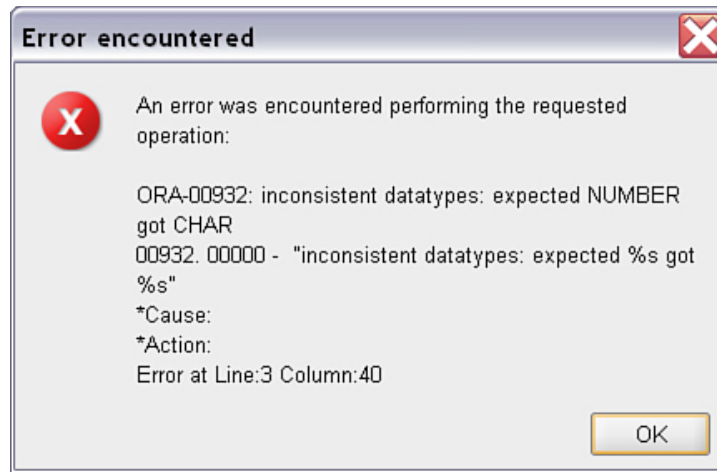 Error encountered
An error was encountered performing the requested
operation:
ORA-00932: inconsistent datatypes: expected NUMBER
got CHAR
00932. 00000 -  "inconsistent datatypes: expected %s got
%s"
*Cause:
*Action:
Error at Line:3 Column:40
OK